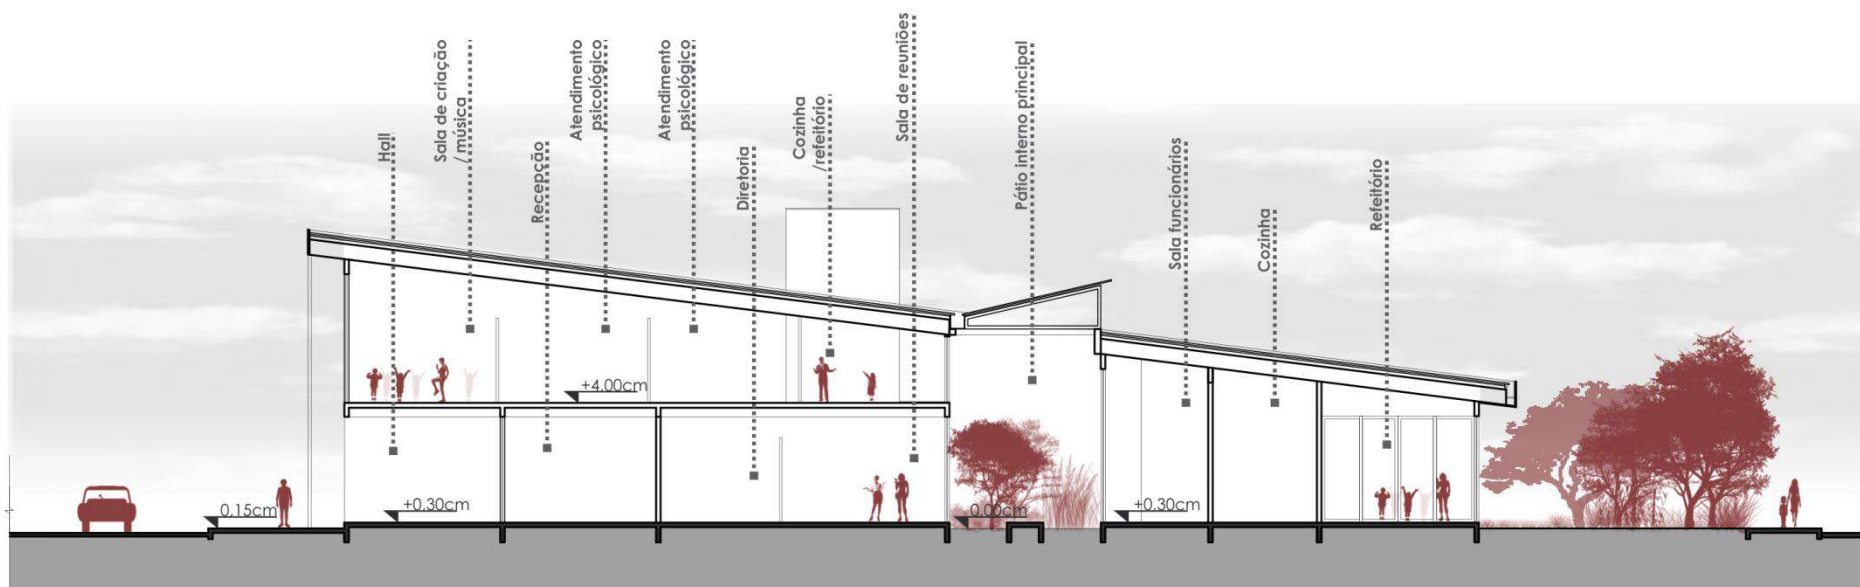 Hall
Sala de criação
/ música
Recepção
Atendimento
psicológico
Atendimento
psicológico
Diretoria
Cozinha
/refeitório
Sala de reuniões
Pátio interno principal
Sala funcionários
Cozinha
Refeitório
+4,00cm
0,15cm
+0,30cm
0,00cm
+0,30cm